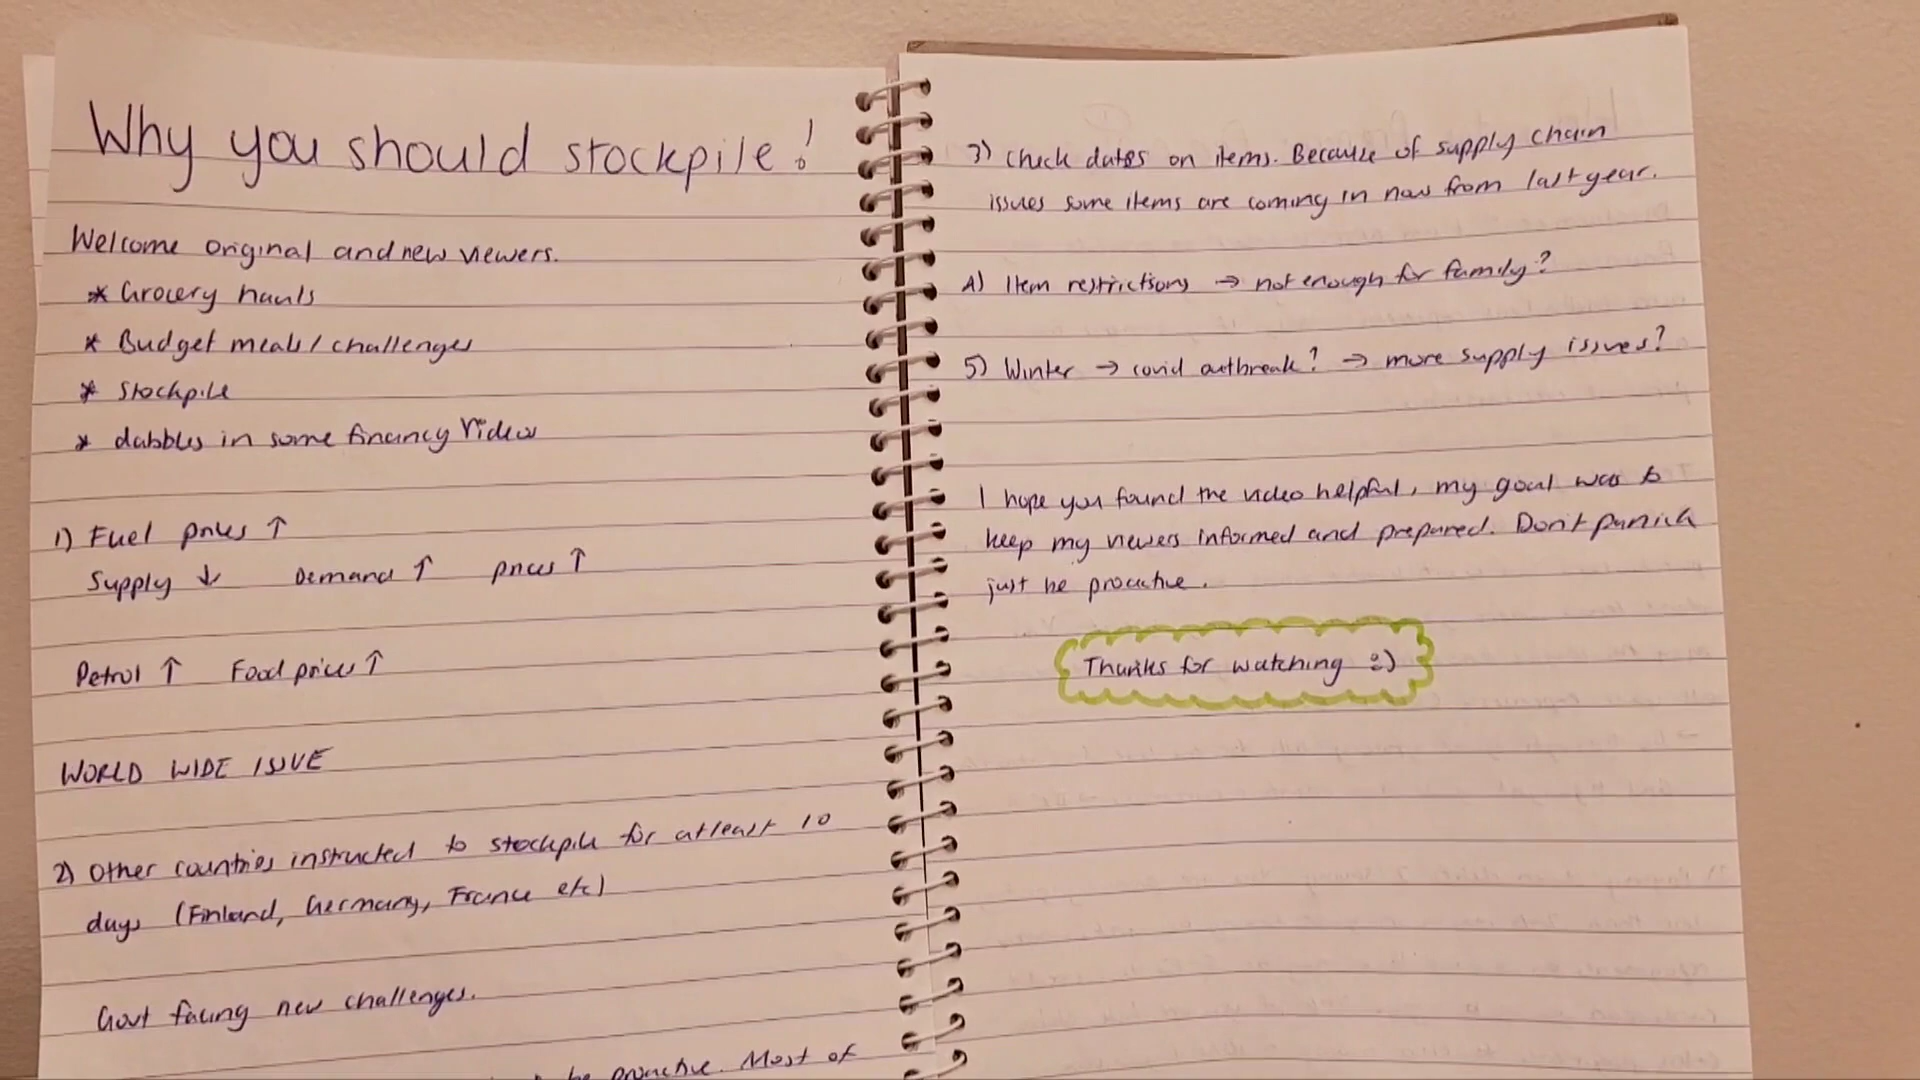 Why you should stockpile!
Welcome original and new viewers.
* Grocery hauls
* Budget meals/challenges
* Stockpile
* dabbles in some financy videos
1) Fuel prices ↑
Supply ↓ Demand ↑ prices ↑
Petrol ↑ Food prices ↑
WORLD WIDE ISSUE
2) Other countries instructed to stockpile for atleast 10
days (Finland, Germany, France etc)
Govt facing new challenges.
be proactive. Most of
3) Check dates on items. Because of supply chain
issues some items are coming in now from last year.
4) Item restrictions → not enough for family?
5) Winter → covid outbreak? → more supply issues?
I hope you found the video helpful, my goal was to
keep my viewers informed and prepared. Don't panick
just be proactive.
Thanks for watching :)